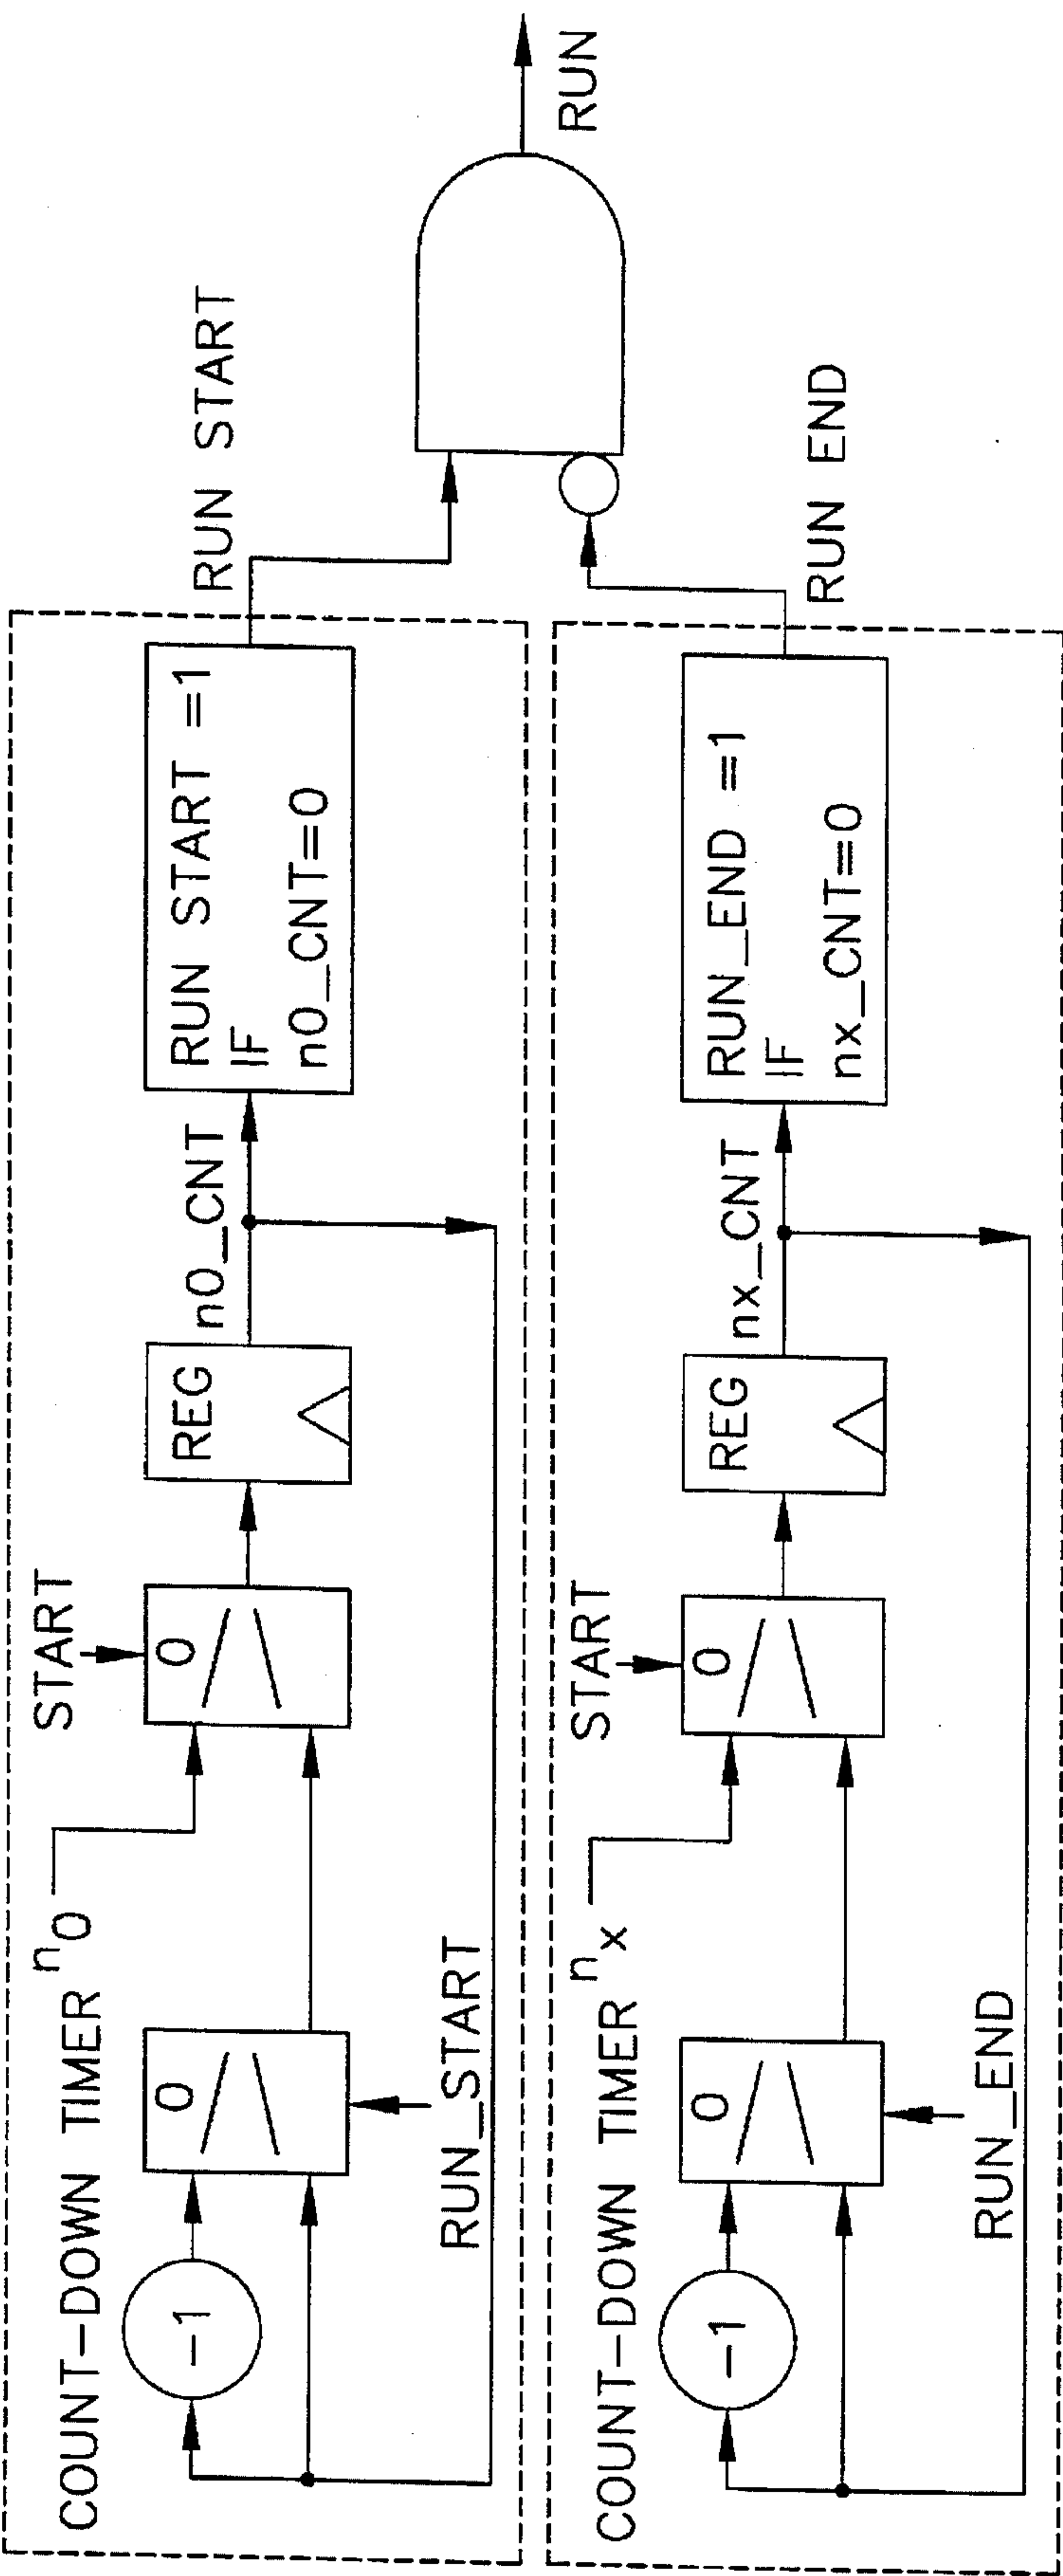 COUNT-DOWN TIMER
n0
START
-1
0
0
REG
n0_CNT
RUN START =1
IF
n0_CNT=0
RUN_START
RUN START
RUN
COUNT-DOWN TIMER
nx
START
-1
0
0
REG
nx_CNT
RUN_END =1
IF
nx_CNT=0
RUN_END
RUN END